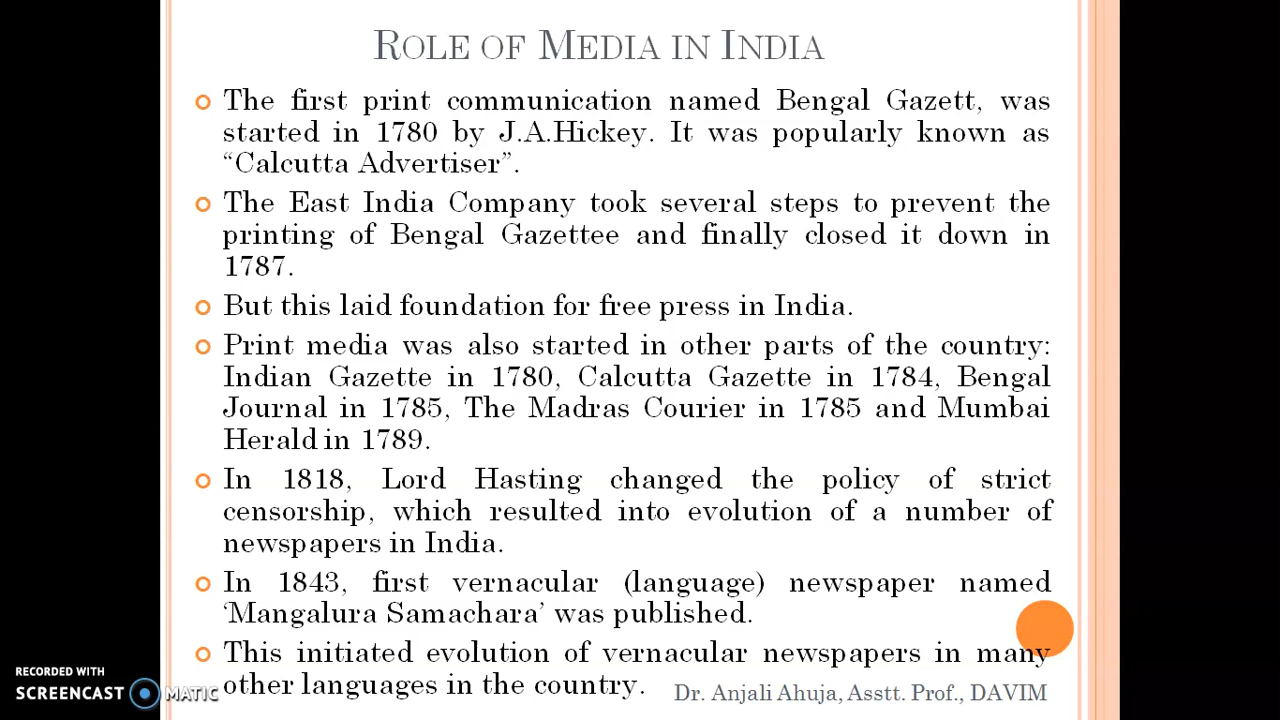 ROLE OF MEDIA IN INDIA
The first print communication named Bengal Gazett, was
started in 1780 by J.A.Hickey. It was popularly known as
“Calcutta Advertiser”.
The East India Company took several steps to prevent the
printing of Bengal Gazettee and finally closed it down in
1787.
But this laid foundation for free press in India.
Print media was also started in other parts of the country:
Indian Gazette in 1780, Calcutta Gazette in 1784, Bengal
Journal in 1785, The Madras Courier in 1785 and Mumbai
Herald in 1789.
In 1818, Lord Hasting changed the policy of strict
censorship, which resulted into evolution of a number of
newspapers in India.
In 1843, first vernacular (language) newspaper named
‘Mangalura Samachara’ was published.
This initiated evolution of vernacular newspapers in many
other languages in the country.
Dr. Anjali Ahuja, Asstt. Prof., DAVIM
RECORDED WITH
SCREENCAST MATIC